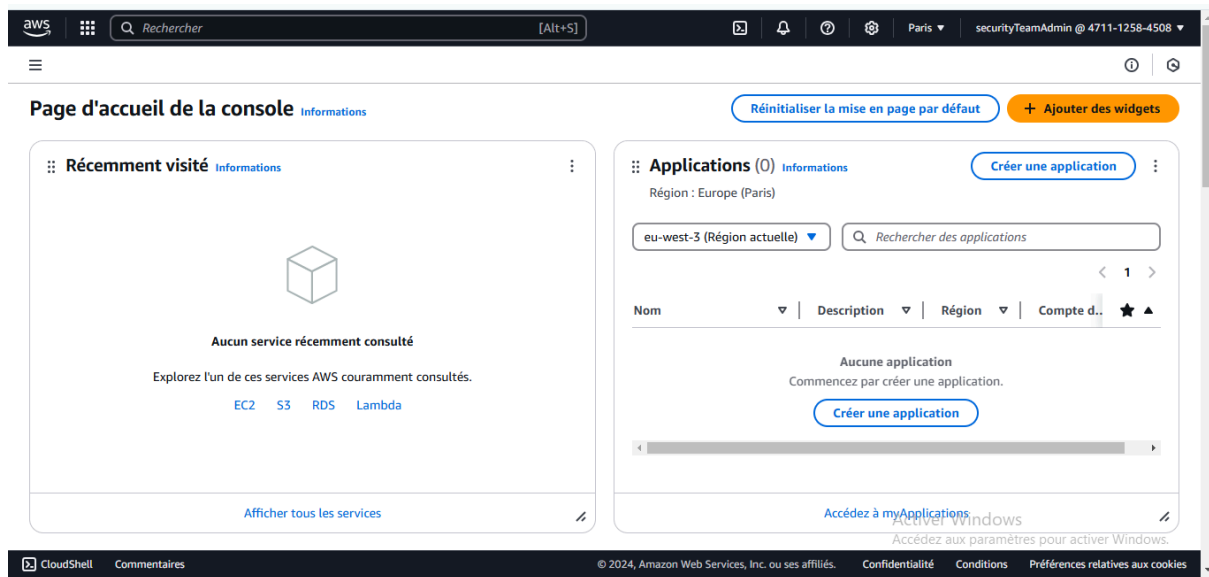 aws
Rechercher [Alt+S] Paris securityTeamAdmin @ 4711-1258-4508
Page d'accueil de la console Informations
Réinitialiser la mise en page par défaut
+ Ajouter des widgets
Récemment visité Informations
Aucun service récemment consulté
Explorez l'un de ces services AWS couramment consultés.
EC2 S3 RDS Lambda
Afficher tous les services
Applications (0) Informations
Créer une application
Région : Europe (Paris)
eu-west-3 (Région actuelle)
Rechercher des applications
1
Nom Description Région Compte d..
Aucune application
Commencez par créer une application.
Créer une application
Accédez à myApplications
Activer Windows
Accédez aux paramètres pour activer Windows.
CloudShell Commentaires © 2024, Amazon Web Services, Inc. ou ses affiliés. Confidentialité Conditions Préférences relatives aux cookies